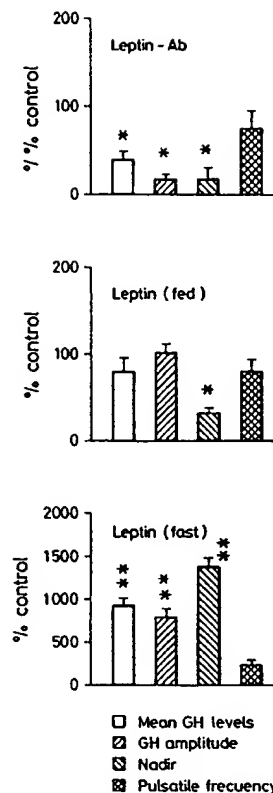 Leptin - Ab
200
100
0
°/ % control
* * *
Leptin (fed)
200
100
0
% control
*
Leptin (fast)
2000
1500
1000
500
0
% control
** ** **
Mean GH levels
GH amplitude
Nadir
Pulsatile frecuency